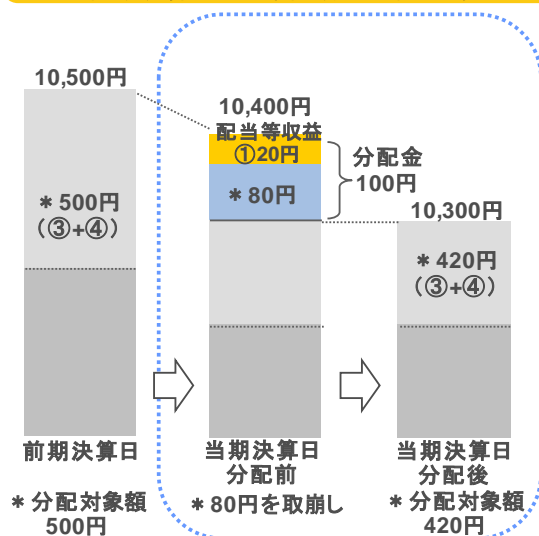 10,500円
＊500円
（③+④）
前期決算日
＊分配対象額
500円
10,400円
配当等収益
①20円
＊80円
分配金
100円
当期決算日
分配前
＊80円を取崩し
10,300円
＊420円
（③+④）
当期決算日
分配後
＊分配対象額
420円